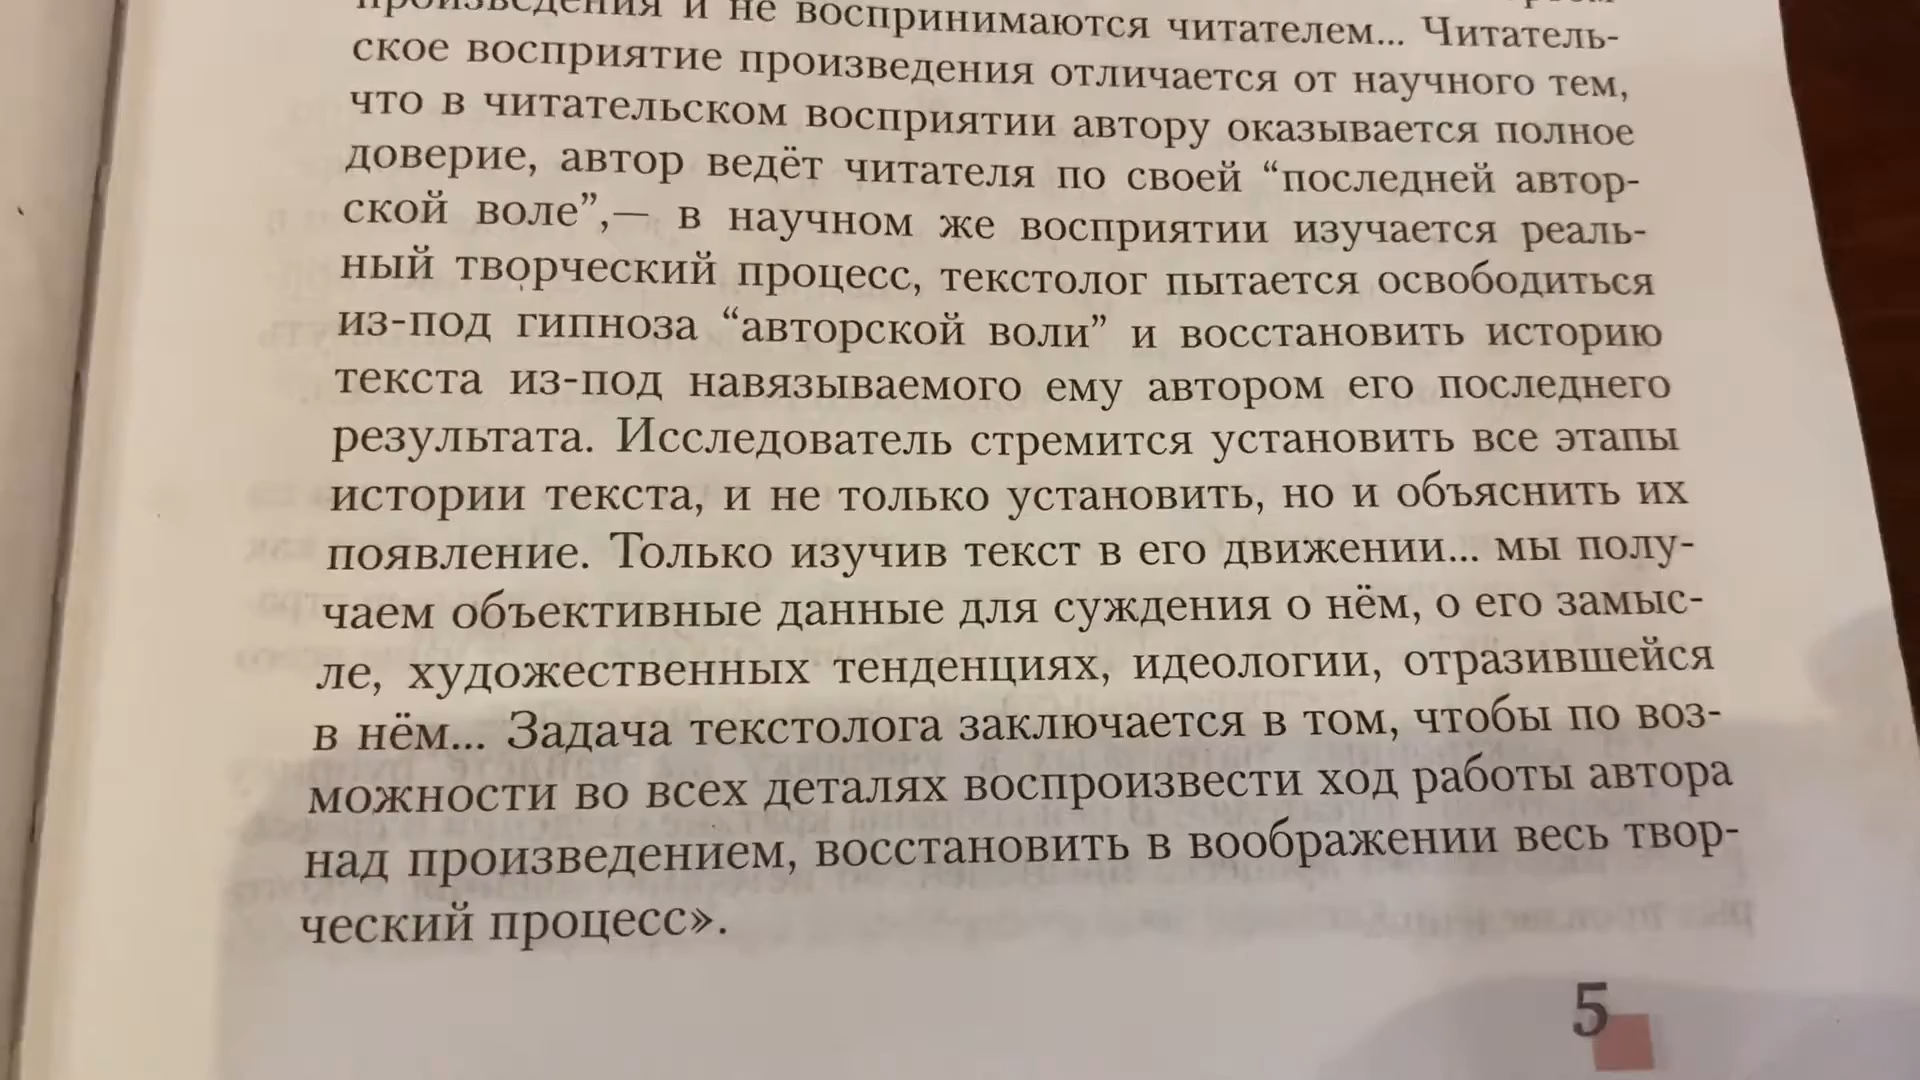 произведения и не воспринимаются читателем... Читатель-
ское восприятие произведения отличается от научного тем,
что в читательском восприятии автору оказывается полное
доверие, автор ведёт читателя по своей “последней автор-
ской воле”,— в научном же восприятии изучается реаль-
ный творческий процесс, текстолог пытается освободиться
из-под гипноза “авторской воли” и восстановить историю
текста из-под навязываемого ему автором его последнего
результата. Исследователь стремится установить все этапы
истории текста, и не только установить, но и объяснить их
появление. Только изучив текст в его движении... мы полу-
чаем объективные данные для суждения о нём, о его замыс-
ле, художественных тенденциях, идеологии, отразившейся
в нём... Задача текстолога заключается в том, чтобы по воз-
можности во всех деталях воспроизвести ход работы автора
над произведением, восстановить в воображении весь твор-
ческий процесс».
5